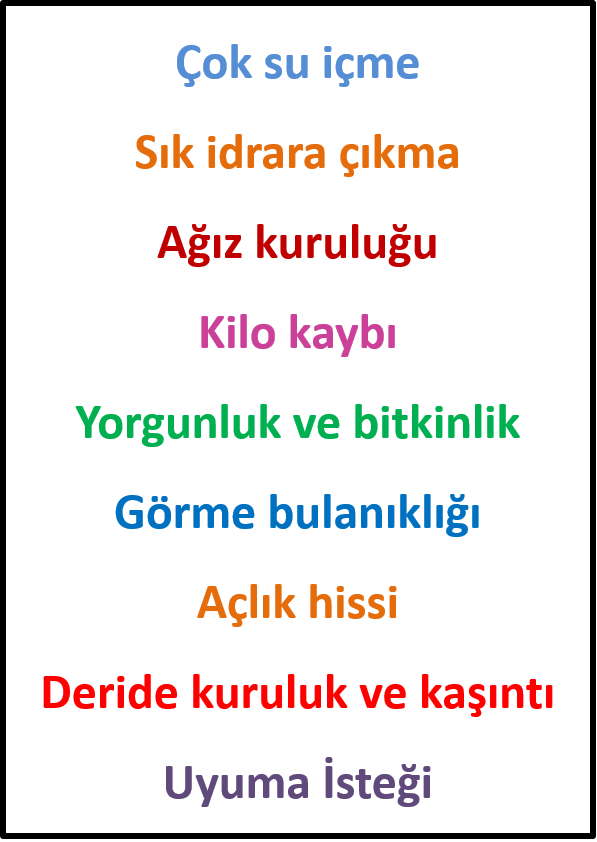 Çok su içme
Sık idrara çıkma
Ağız kuruluğu
Kilo kaybı
Yorgunluk ve bitkinlik
Görme bulanıklığı
Açlık hissi
Deride kuruluk ve kaşıntı
Uyuma İsteği